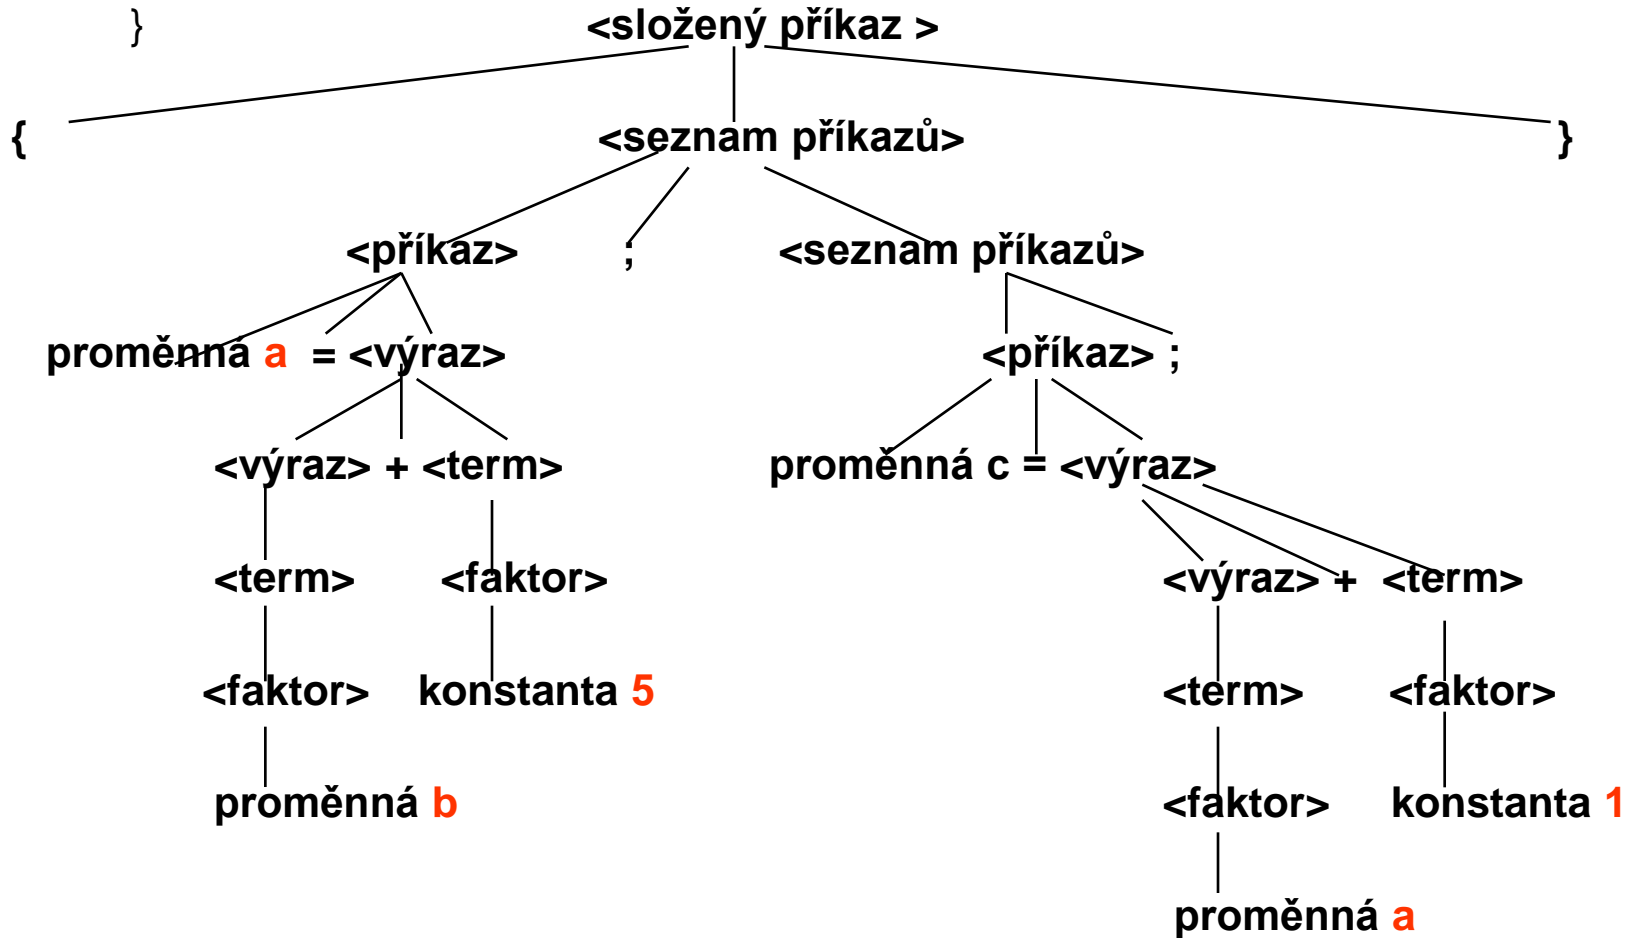 } <složený příkaz >
{ <seznam příkazů> }
<příkaz> ; <seznam příkazů>
proměnná a = <výraz> <příkaz> ;
<výraz> + <term> proměnná c = <výraz>
<term> <faktor> <výraz> + <term>
<faktor> konstanta 5 <term> <faktor>
proměnná b <faktor> konstanta 1
proměnná a